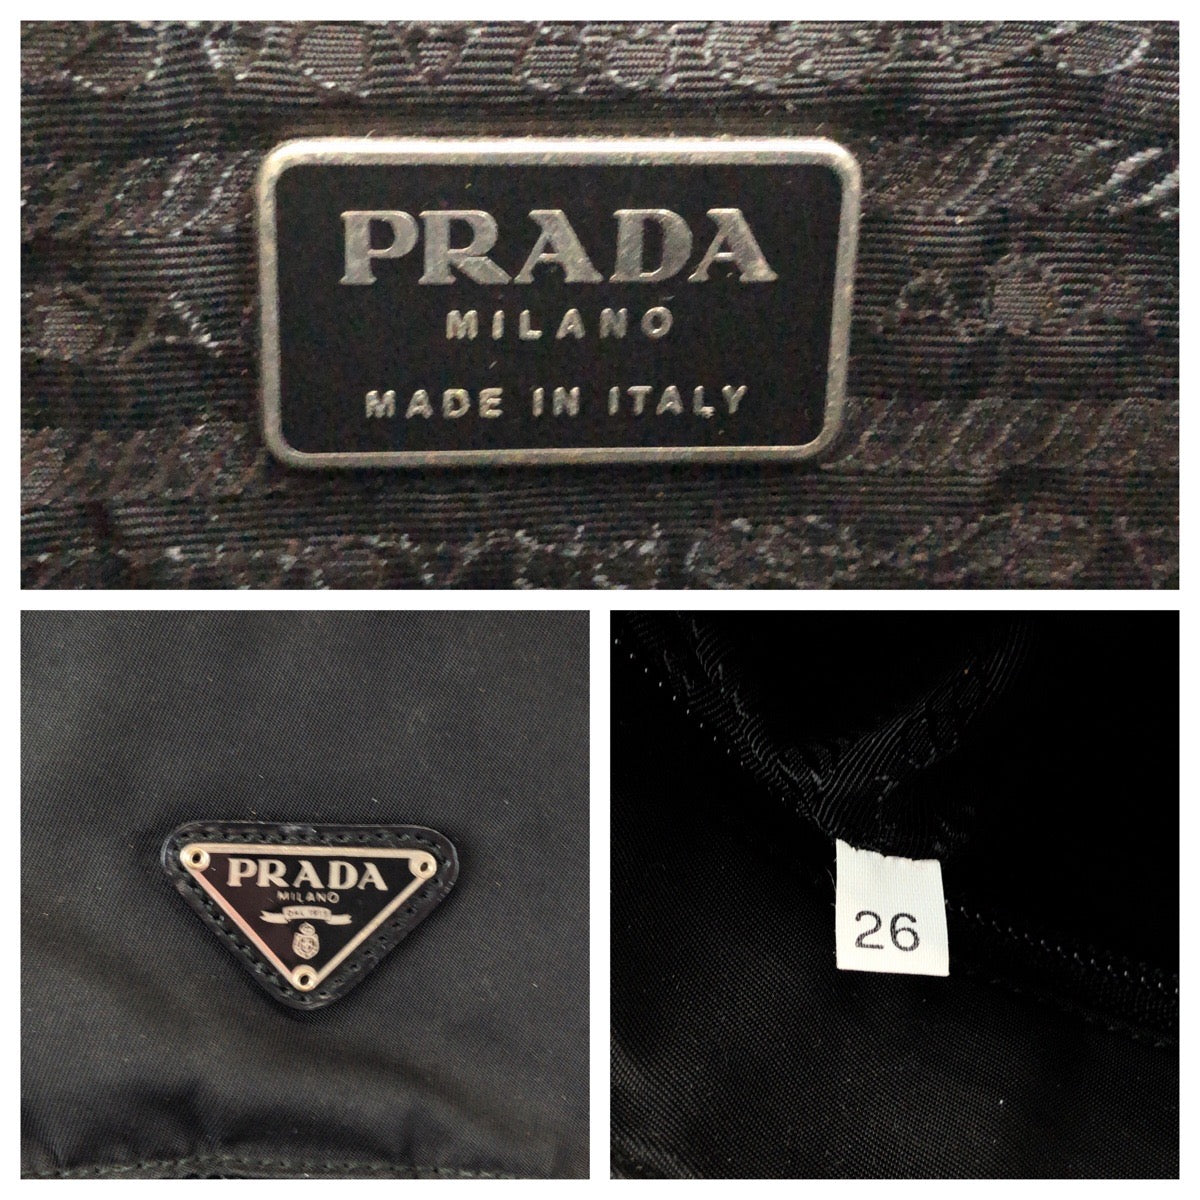 PRADA
MILANO
MADE IN ITALY
PRADA
MILANO
DAL 1913
26